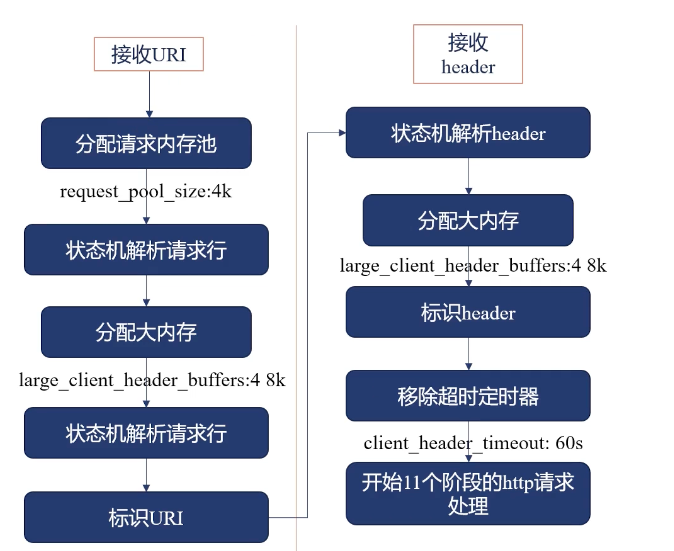 接收URI
分配请求内存池
request_pool_size:4k
状态机解析请求行
分配大内存
large_client_header_buffers:4 8k
状态机解析请求行
标识URI
接收
header
状态机解析header
分配大内存
large_client_header_buffers:4 8k
标识header
移除超时定时器
client_header_timeout: 60s
开始11个阶段的http请求
处理